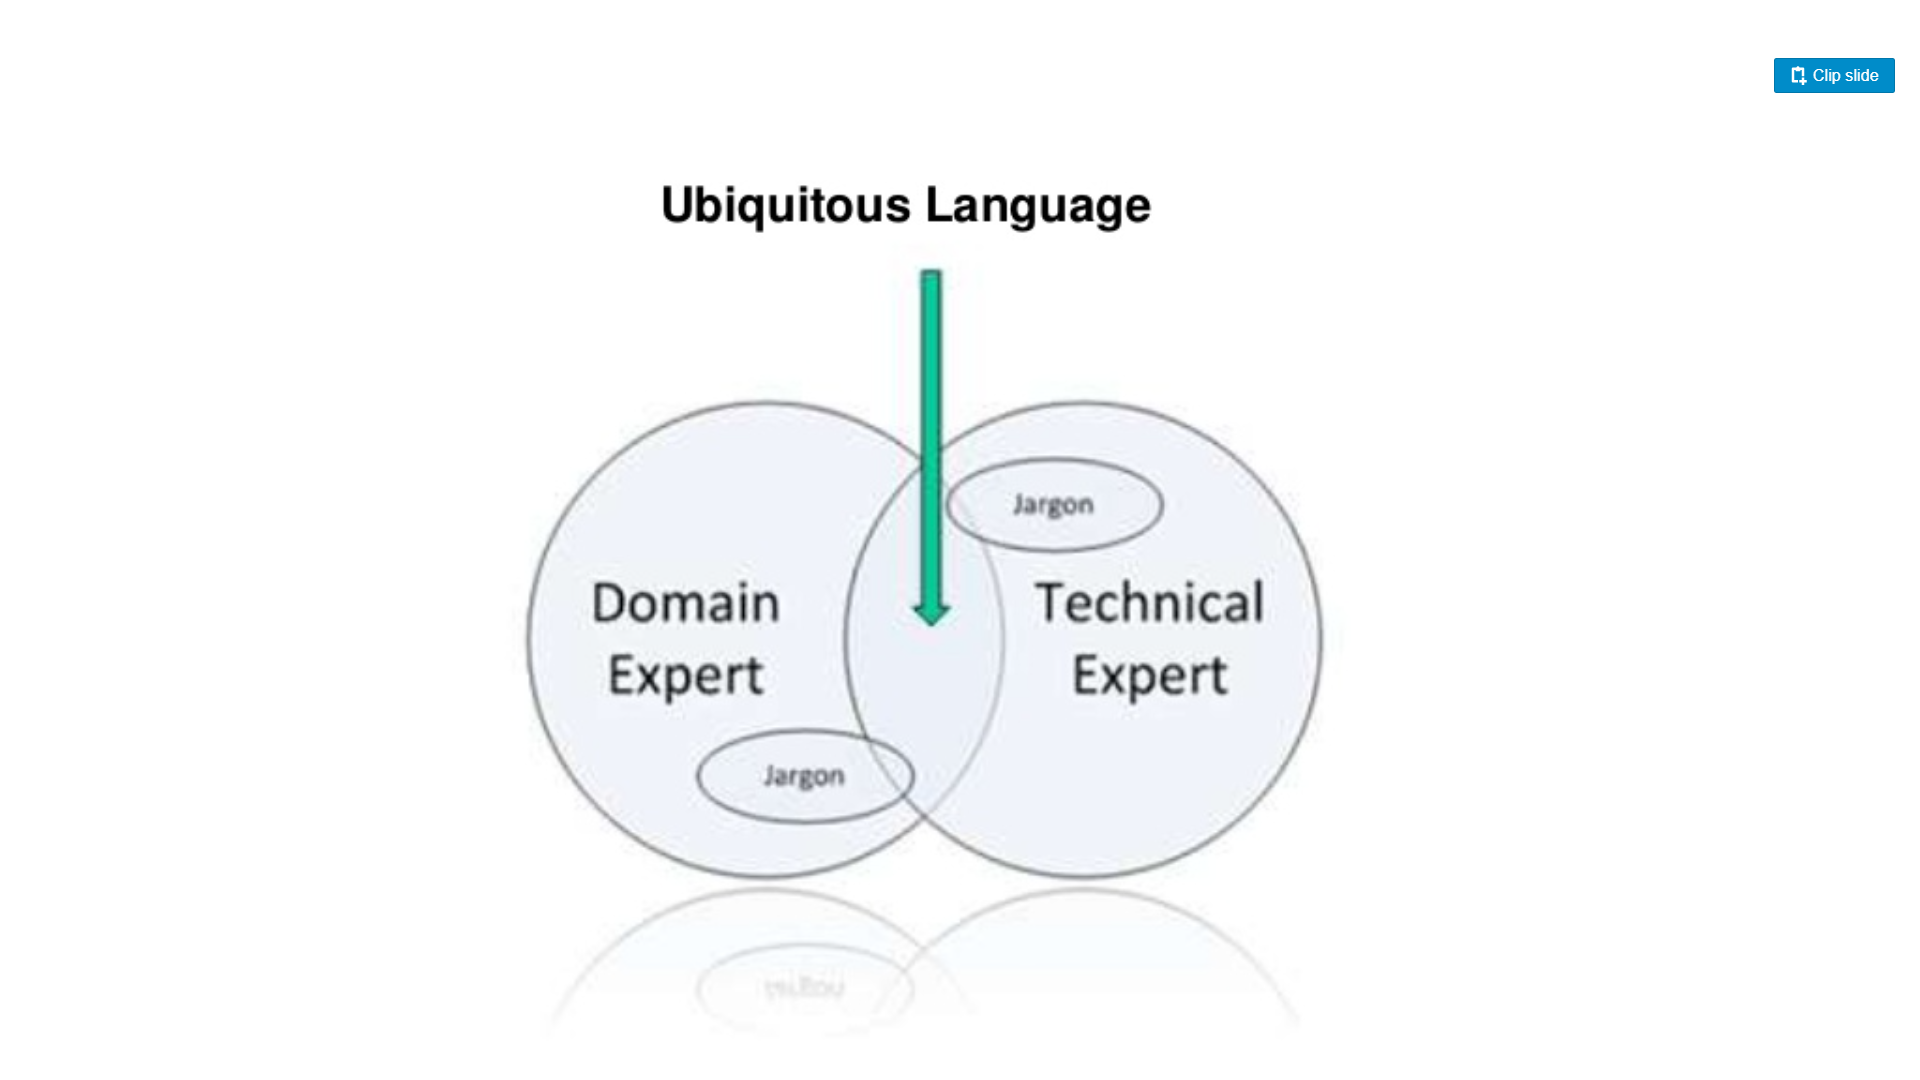 Clip slide
Ubiquitous Language
Jargon
Domain
Expert
Technical
Expert
Jargon